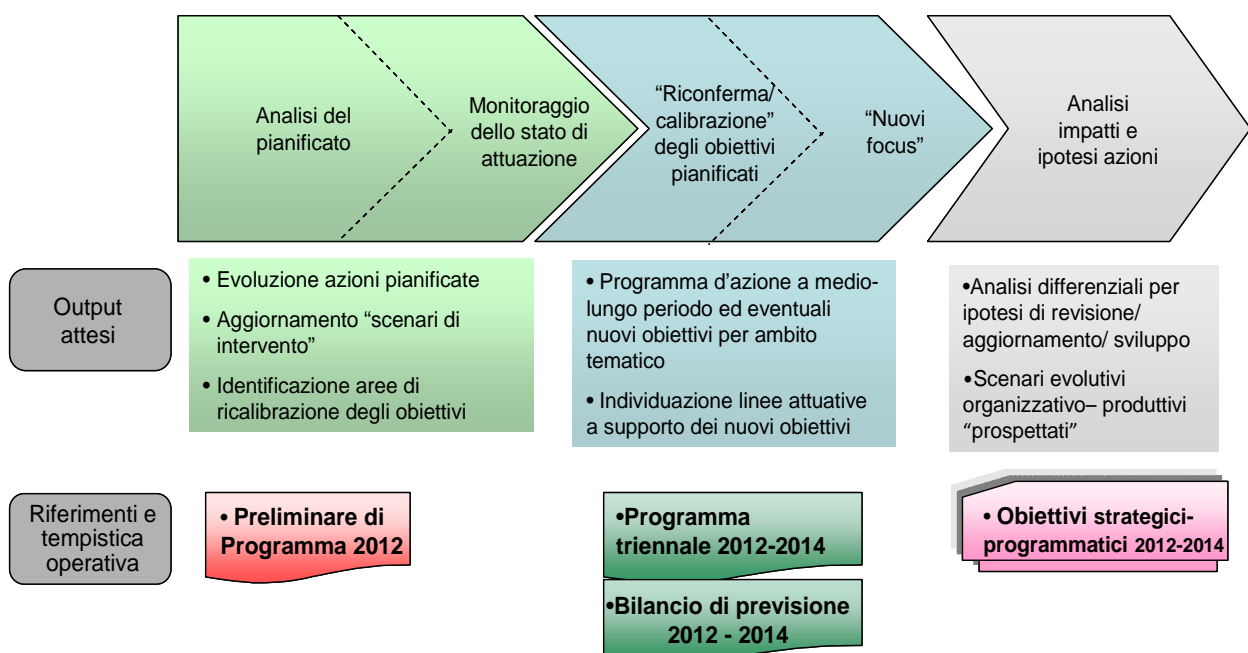 Analisi del
pianificato
Monitoraggio
dello stato di
attuazione
“Riconferma/
calibrazione”
degli obiettivi
pianificati
“Nuovi
focus”
Analisi
impatti e
ipotesi azioni
Output
attesi
• Evoluzione azioni pianificate
• Aggiornamento “scenari di
intervento”
• Identificazione aree di
ricalibrazione degli obiettivi
• Programma d’azione a medio-
lungo periodo ed eventuali
nuovi obiettivi per ambito
tematico
• Individuazione linee attuative
a supporto dei nuovi obiettivi
•Analisi differenziali per
ipotesi di revisione/
aggiornamento/ sviluppo
•Scenari evolutivi
organizzativo– produttivi
“prospettati”
Riferimenti e
tempistica
operativa
• Preliminare di
Programma 2012
•Programma
triennale 2012-2014
•Bilancio di previsione
2012 - 2014
• Obiettivi strategici-
programmatici 2012-2014